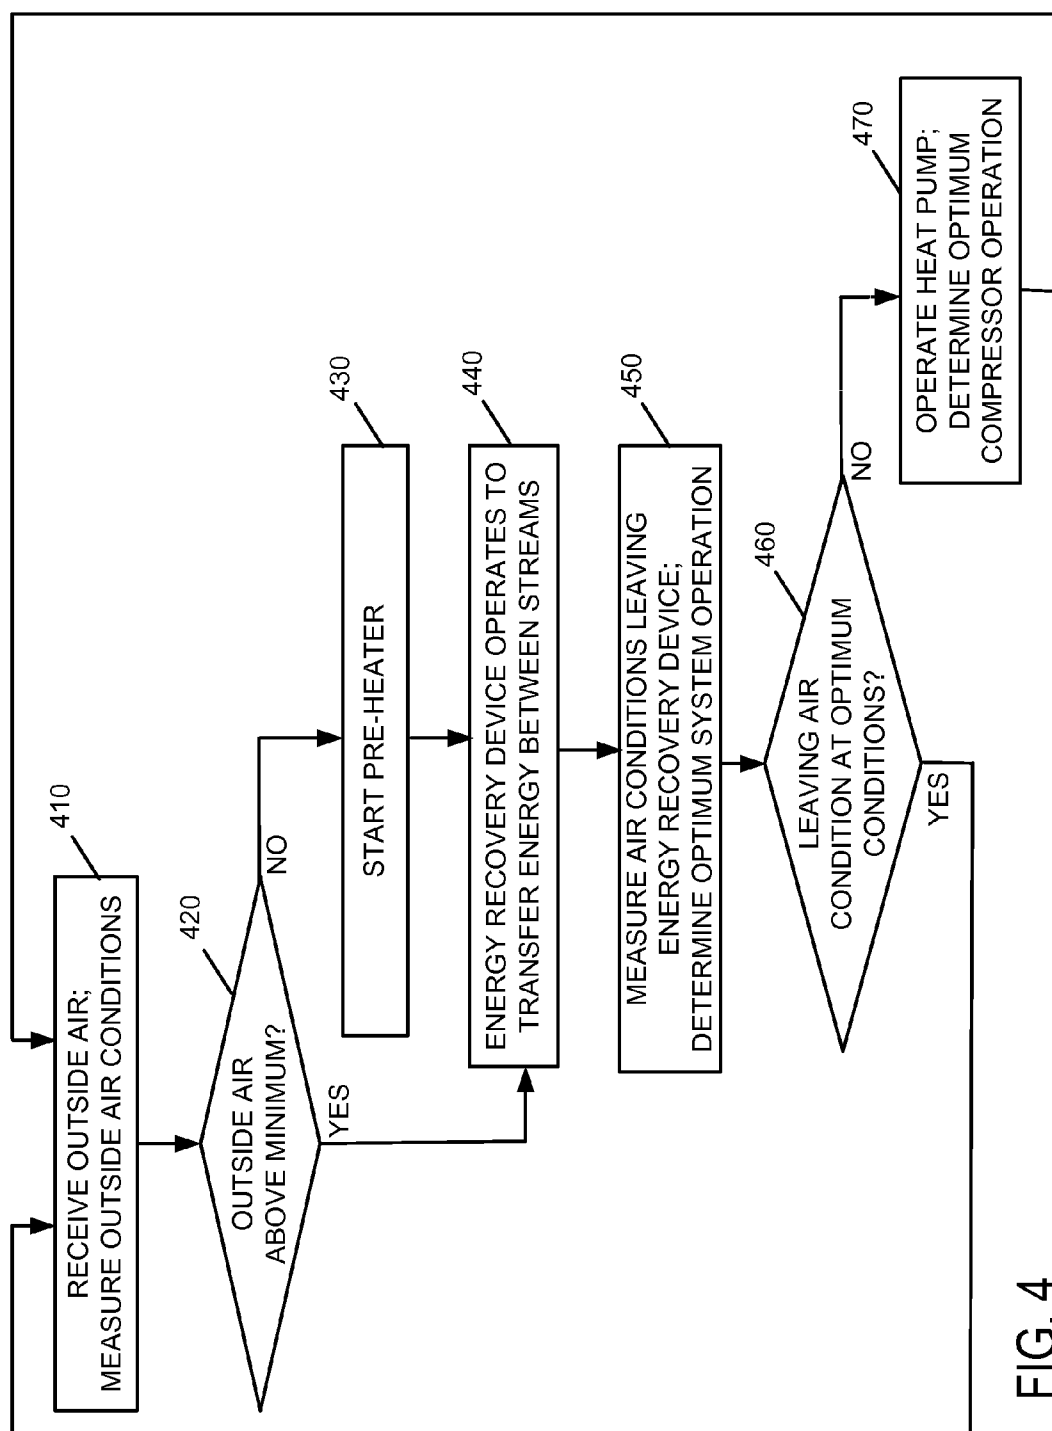 410
RECEIVE OUTSIDE AIR;
MEASURE OUTSIDE AIR CONDITIONS
420
OUTSIDE AIR
ABOVE MINIMUM?
NO
YES
430
START PRE-HEATER
440
ENERGY RECOVERY DEVICE OPERATES TO
TRANSFER ENERGY BETWEEN STREAMS
450
MEASURE AIR CONDITIONS LEAVING
ENERGY RECOVERY DEVICE;
DETERMINE OPTIMUM SYSTEM OPERATION
460
LEAVING AIR
CONDITION AT OPTIMUM
CONDITIONS?
NO
YES
470
OPERATE HEAT PUMP;
DETERMINE OPTIMUM
COMPRESSOR OPERATION
FIG. 4